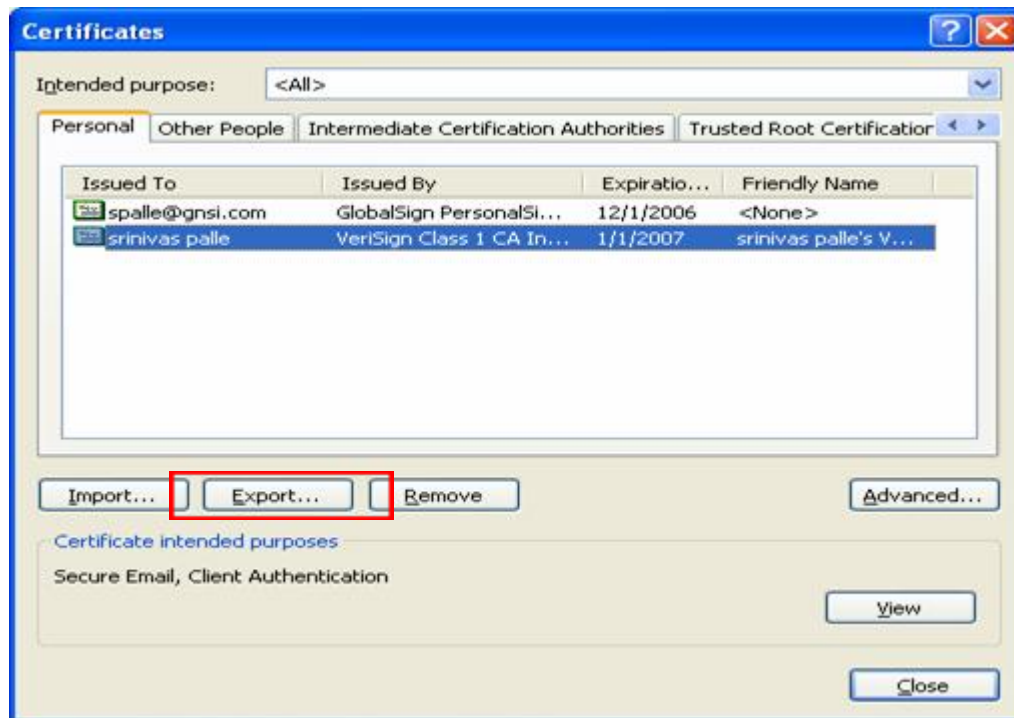 Certificates
Intended purpose: <All>
Personal Other People Intermediate Certification Authorities Trusted Root Certification
Issued To Issued By Expiratio... Friendly Name
spalle@gnsi.com GlobalSign PersonalSi... 12/1/2006 <None>
srinivas palle VeriSign Class 1 CA In... 1/1/2007 srinivas palle's V...
Import... Export... Remove Advanced...
Certificate intended purposes
Secure Email, Client Authentication
View
Close